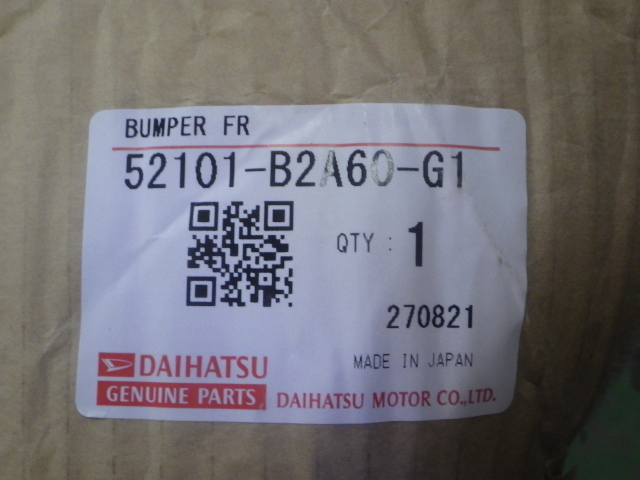 BUMPER FR
52101-B2A60-G1
QTY : 1
270821
MADE IN JAPAN
DAIHATSU
GENUINE PARTS
DAIHATSU MOTOR CO.,LTD.